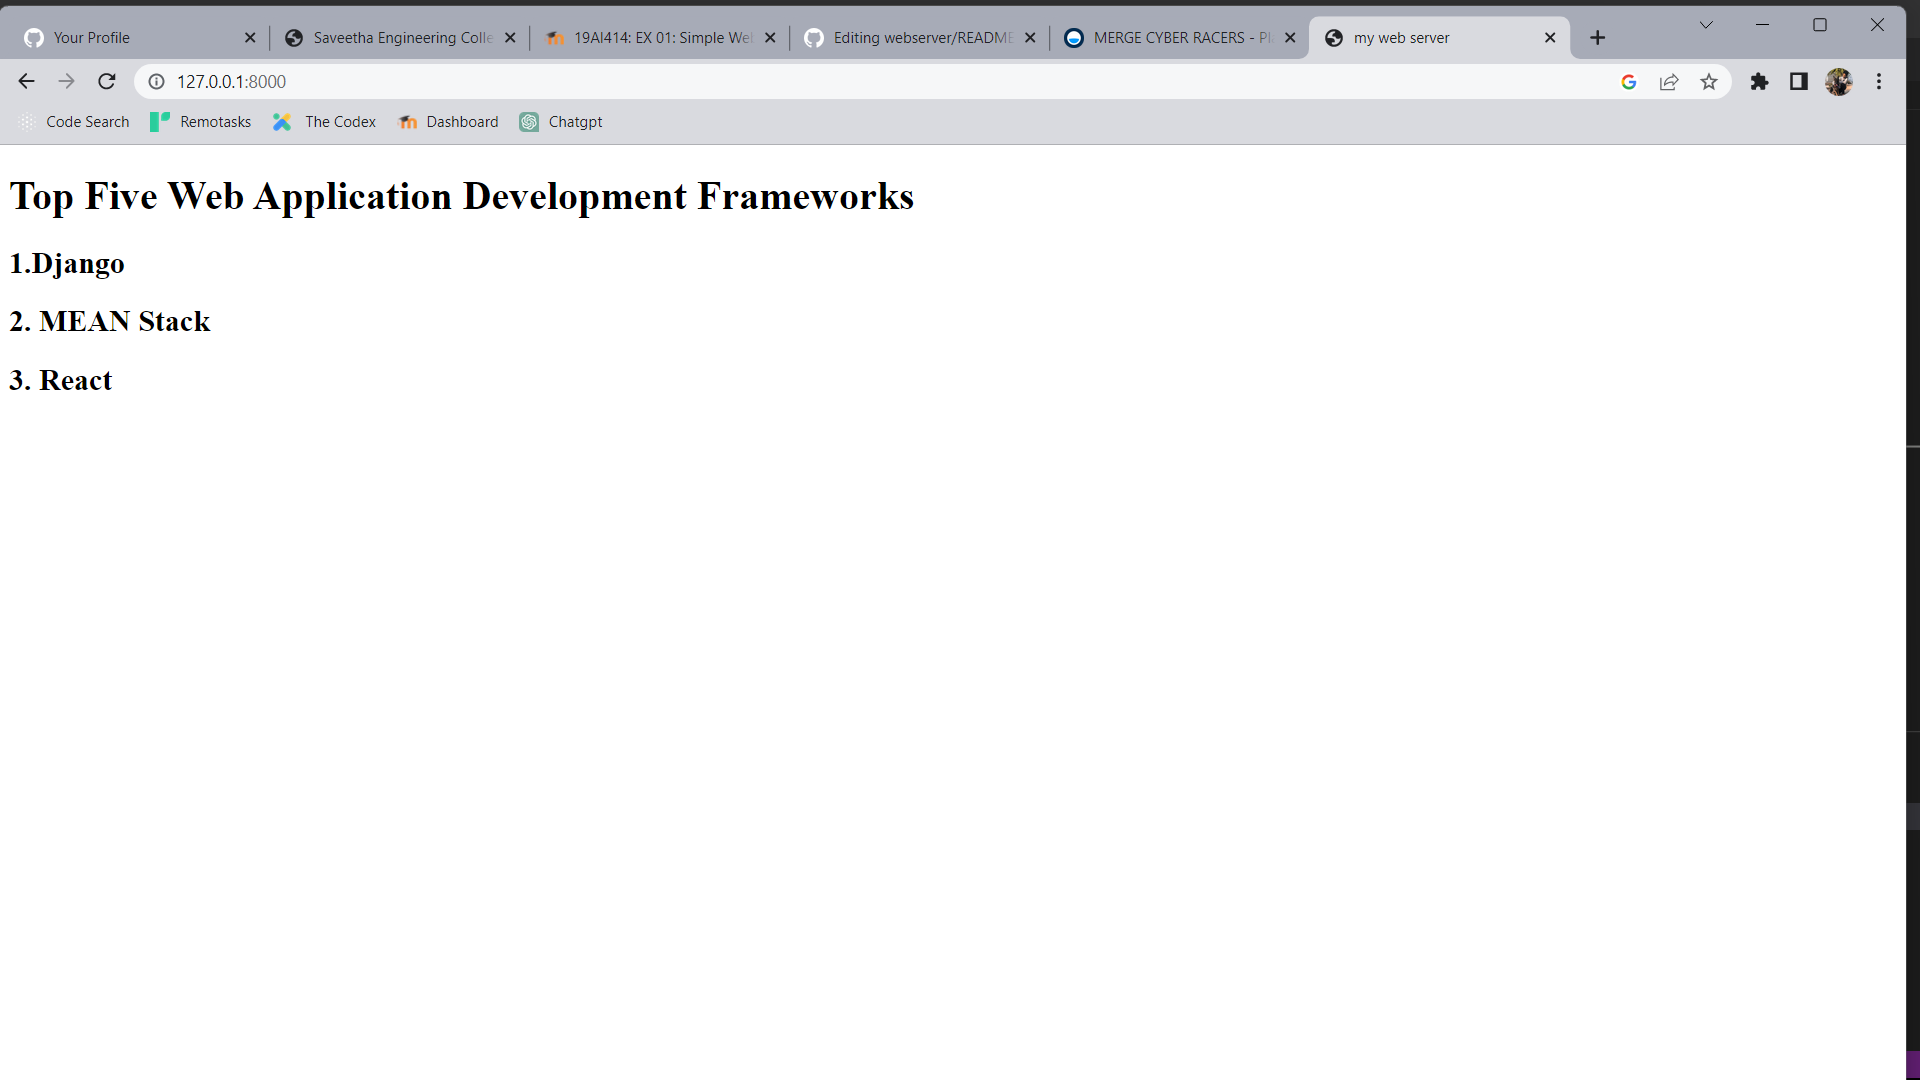 Your Profile
Saveetha Engineering Colle
19AI414: EX 01: Simple We
Editing webserver/README
MERGE CYBER RACERS - Pl
my web server
127.0.0.1:8000
Code Search
Remotasks
The Codex
Dashboard
Chatgpt
Top Five Web Application Development Frameworks
1.Django
2. MEAN Stack
3. React